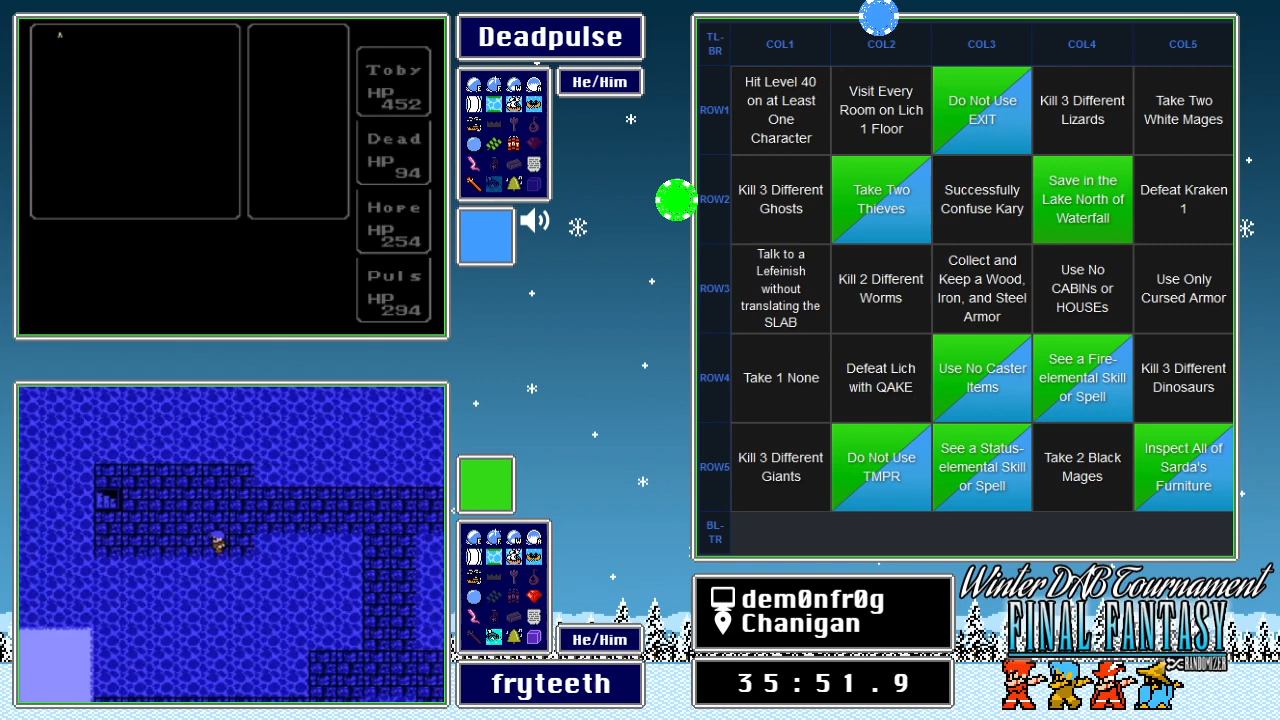 Deadpulse
He/Him
Toby
HP
452
Dead
HP
94
Hope
HP
254
Puls
HP
294
TL-
BR
COL1
COL2
COL3
COL4
COL5
ROW1
Hit Level 40
on at Least
One
Character
Visit Every
Room on Lich
1 Floor
Do Not Use
EXIT
Kill 3 Different
Lizards
Take Two
White Mages
ROW2
Kill 3 Different
Ghosts
Take Two
Thieves
Successfully
Confuse Kary
Save in the
Lake North of
Waterfall
Defeat Kraken
1
ROW3
Talk to a
Lefeinish
without
translating the
SLAB
Kill 2 Different
Worms
Collect and
Keep a Wood,
Iron, and Steel
Armor
Use No
CABINs or
HOUSEs
Use Only
Cursed Armor
ROW4
Take 1 None
Defeat Lich
with QAKE
Use No Caster
Items
See a Fire-
elemental Skill
or Spell
Kill 3 Different
Dinosaurs
ROW5
Kill 3 Different
Giants
Do Not Use
TMPR
See a Status-
elemental Skill
or Spell
Take 2 Black
Mages
Inspect All of
Sarda's
Furniture
BL-
TR
He/Him
fryteeth
dem0nfr0g
Chanigan
35:51.9
Winter DAB Tournament
FINAL FANTASY
RANDOMIZER